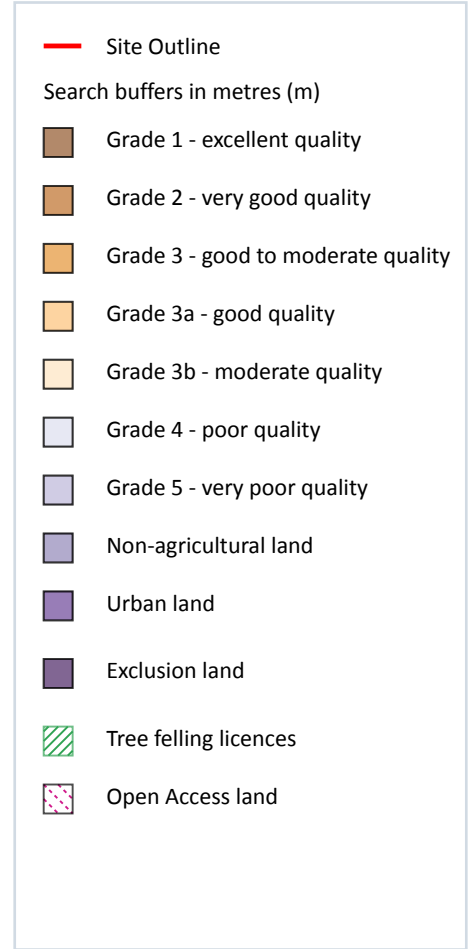 Site Outline
Search buffers in metres (m)
Grade 1 - excellent quality
Grade 2 - very good quality
Grade 3 - good to moderate quality
Grade 3a - good quality
Grade 3b - moderate quality
Grade 4 - poor quality
Grade 5 - very poor quality
Non-agricultural land
Urban land
Exclusion land
Tree felling licences
Open Access land